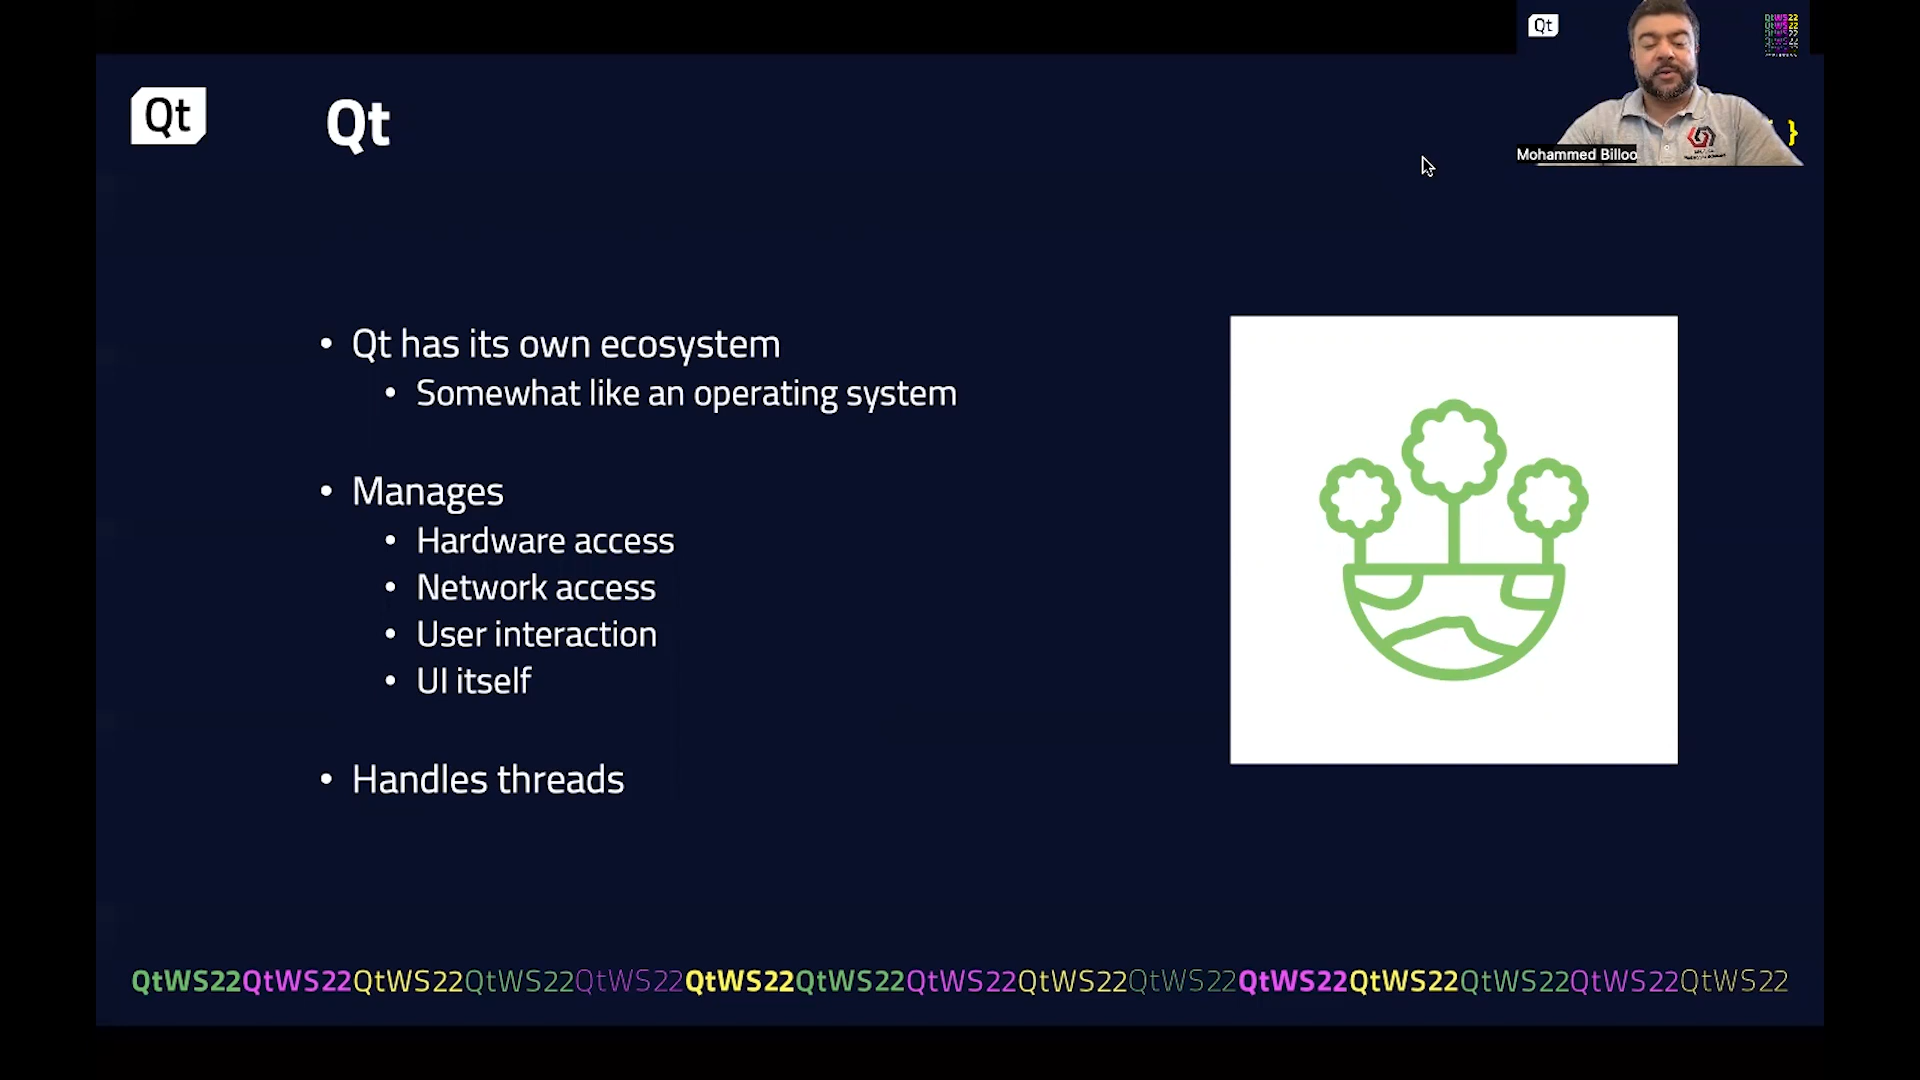 Qt
Qt
Qt
Mohammed Billoo
}
• Qt has its own ecosystem
• Somewhat like an operating system
• Manages
• Hardware access
• Network access
• User interaction
• UI itself
• Handles threads
QtWS22QtWS22QtWS22QtWS22QtWS22QtWS22QtWS22QtWS22QtWS22QtWS22QtWS22QtWS22QtWS22QtWS22QtWS22